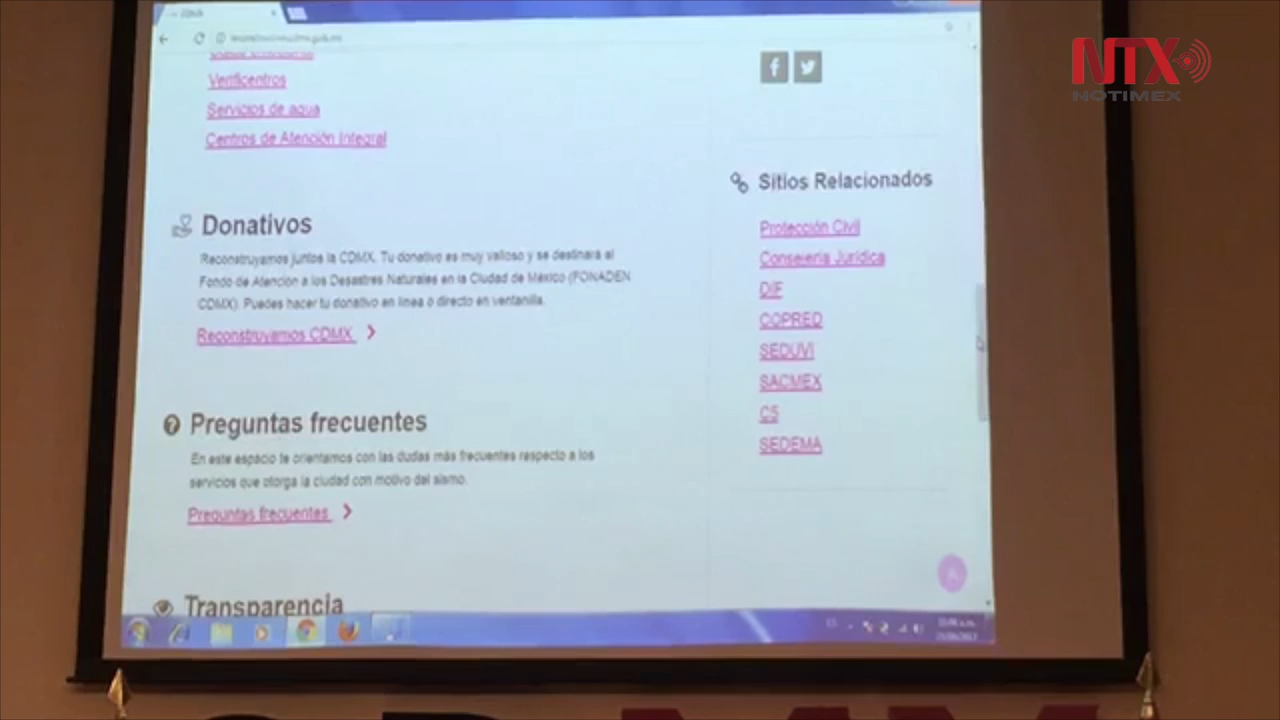 CDMX
NTX
NOTIMEX
Verificentros
Servicios de agua
Centros de Atención Integral
Donativos
Reconstruyamos juntos la CDMX. Tu donativo es muy valioso y se destinará al
Fondo de Atención a los Desastres Naturales en la Ciudad de México (FONADEN
CDMX). Puedes hacer tu donativo en línea o directo en ventanilla.
Reconstruyamos CDMX
Preguntas frecuentes
En este espacio te orientamos con las dudas más frecuentes respecto a los
servicios que otorga la ciudad con motivo del sismo.
Preguntas frecuentes
Transparencia
Sitios Relacionados
Protección Civil
Consejería Jurídica
DIF
COPRED
SEDUVI
SACMEX
C5
SEDEMA
ES